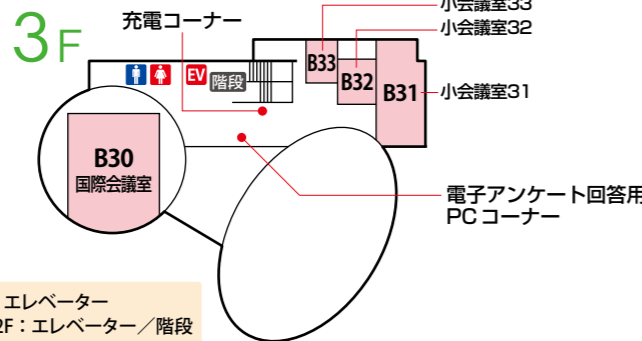 3F
充電コーナー
小会議室33
小会議室32
B33
B32
B31
小会議室31
EV
階段
B30
国際会議室
電子アンケート回答用
PCコーナー
エレベーター
2F：エレベーター／階段